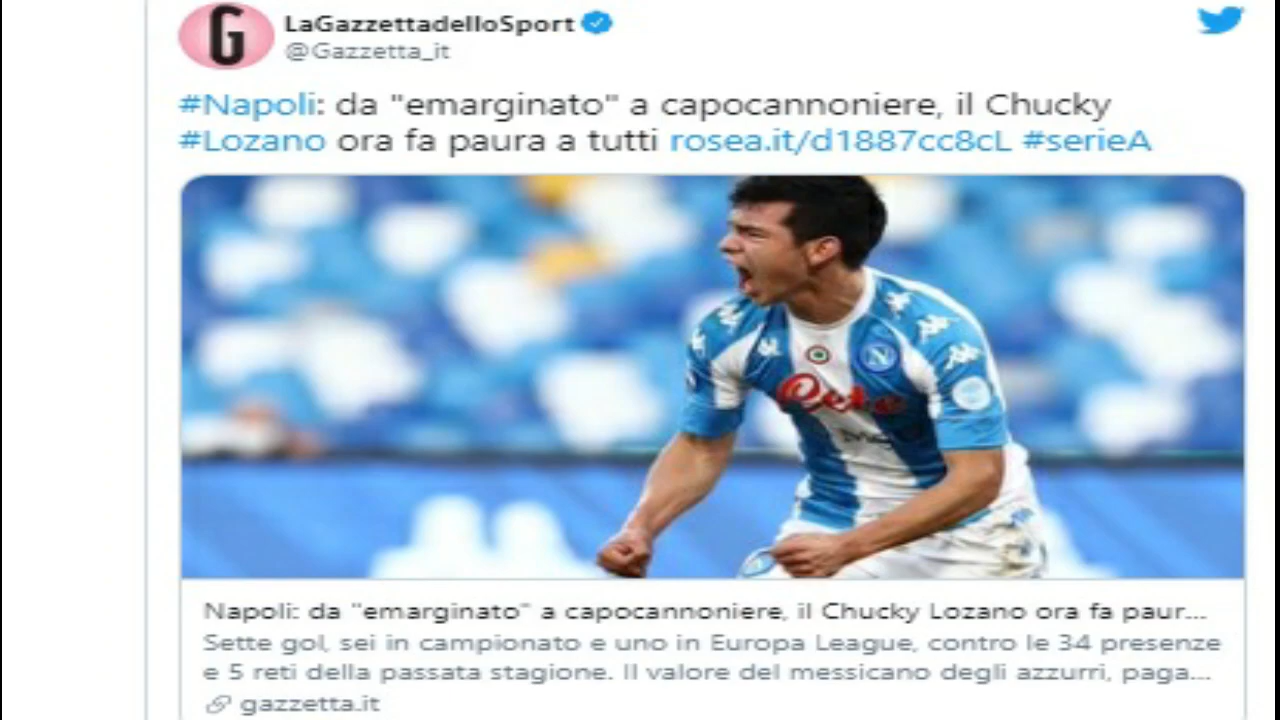 G LaGazzettadelloSport
@Gazzetta_it
#Napoli: da "emarginato" a capocannoniere, il Chucky
#Lozano ora fa paura a tutti rosea.it/d1887cc8cL #serieA
N
Napoli: da "emarginato" a capocannoniere, il Chucky Lozano ora fa paur...
Sette gol, sei in campionato e uno in Europa League, contro le 34 presenze
e 5 reti della passata stagione. Il valore del messicano degli azzurri, paga...
gazzetta.it